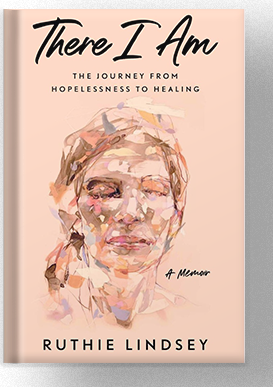 There I Am
THE JOURNEY FROM
HOPELESSNESS TO HEALING
A Memoir
RUTHIE LINDSEY